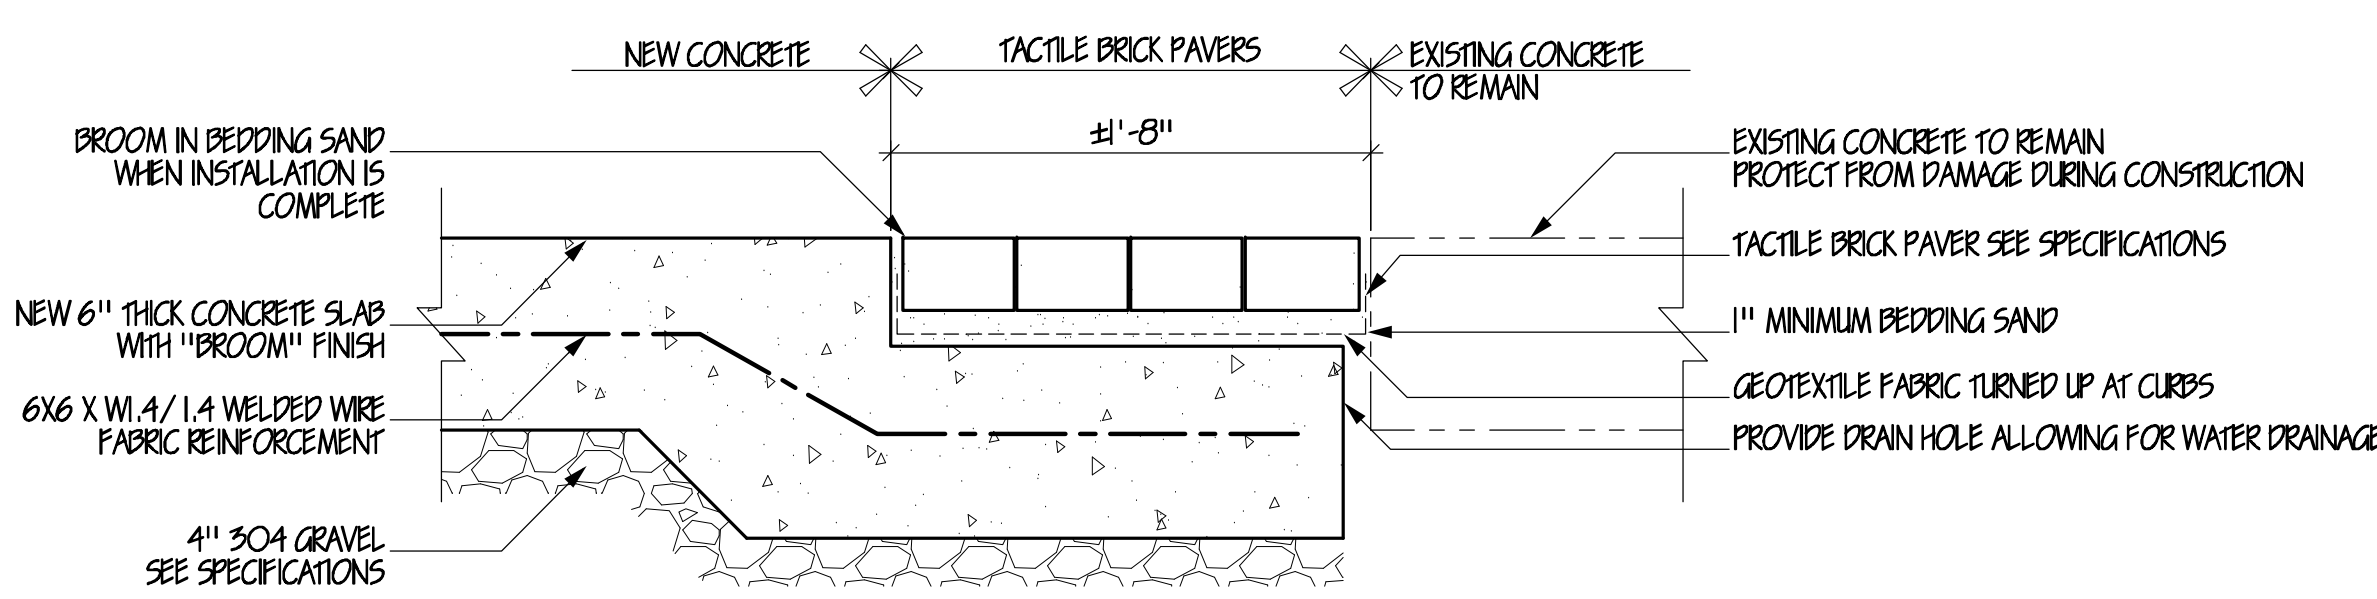 NEW CONCRETE
TACTILE BRICK PAVERS
EXISTING CONCRETE
TO REMAIN
±1'-8"
BROOM IN BEDDING SAND
WHEN INSTALLATION IS
COMPLETE
NEW 6" THICK CONCRETE SLAB
WITH "BROOM" FINISH
6X6 X W1.4/1.4 WELDED WIRE
FABRIC REINFORCEMENT
4" 304 GRAVEL
SEE SPECIFICATIONS
EXISTING CONCRETE TO REMAIN
PROTECT FROM DAMAGE DURING CONSTRUCTION
TACTILE BRICK PAVER SEE SPECIFICATIONS
1" MINIMUM BEDDING SAND
GEOTEXTILE FABRIC TURNED UP AT CURBS
PROVIDE DRAIN HOLE ALLOWING FOR WATER DRAINAGE